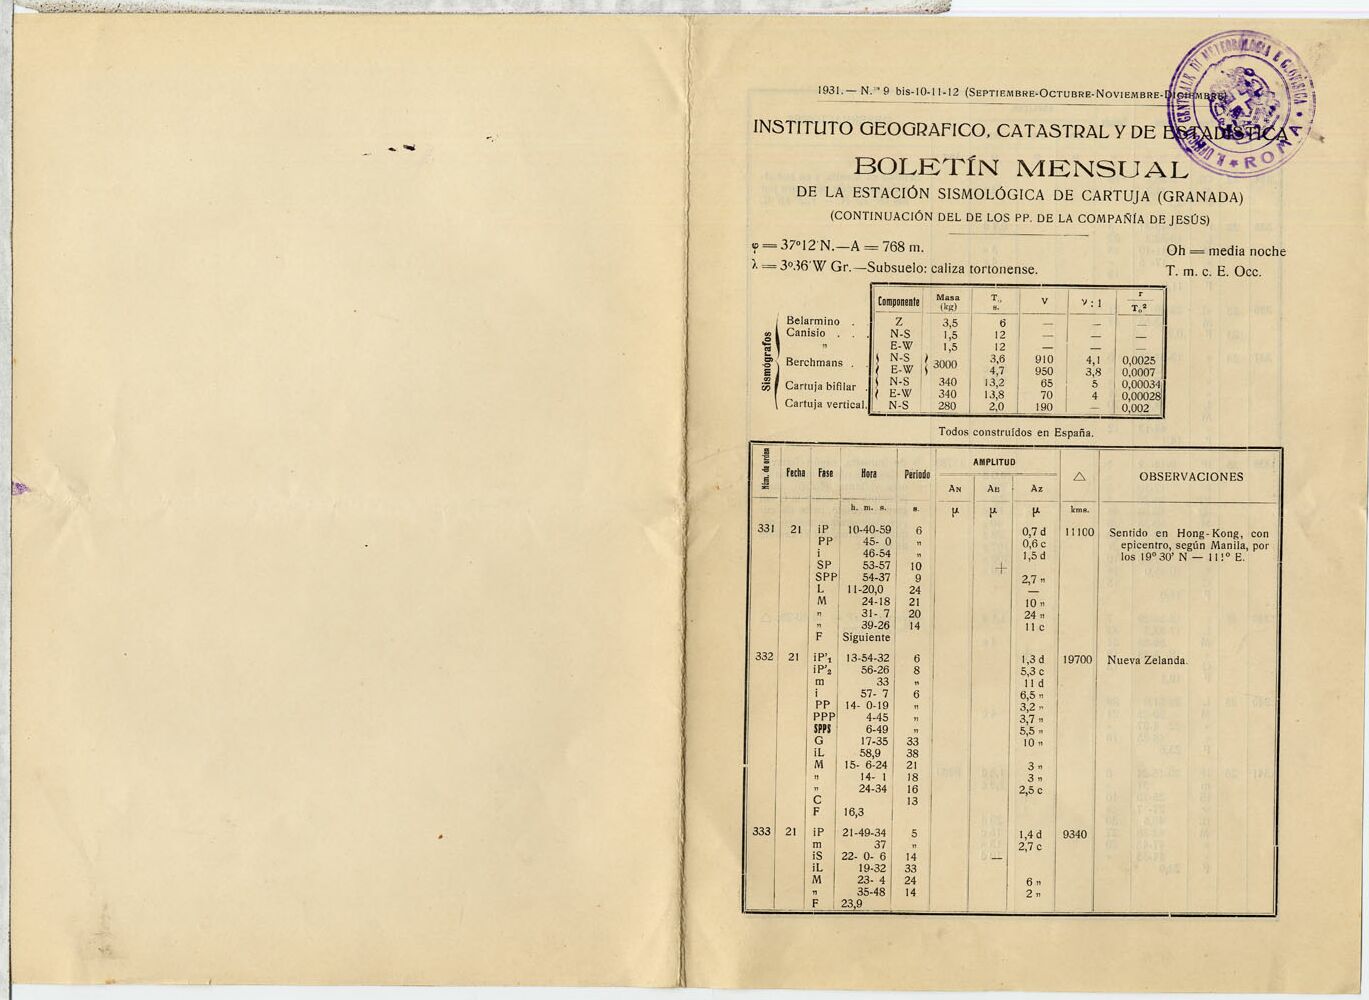 1931.— N.ºˢ 9 bis-10-11-12 (SEPTIEMBRE-OCTUBRE-NOVIEMBRE-DICIEMBRE)
R. UFFICIO CENTRALE DI METEOROLOGIA E GEOFISICA * ROMA *
INSTITUTO GEOGRAFICO, CATASTRAL Y DE ESTADÍSTICA
BOLETÍN MENSUAL
DE LA ESTACIÓN SISMOLÓGICA DE CARTUJA (GRANADA)
(CONTINUACIÓN DEL DE LOS PP. DE LA COMPAÑÍA DE JESÚS)
φ = 37º12´N.—A = 768 m. Oh = media noche
λ = 3º36´W Gr.—Subsuelo: caliza tortonense. T. m. c. E. Occ.
Componente Masa (kg) T₀ s. V ν : 1 r / T₀²
Sismógrafos
Belarmino . Z 3,5 6 — — —
Canisio . . . N-S 1,5 12 — — —
" E-W 1,5 12 — — —
Berchmans . . N-S 3000 3,6 910 4,1 0,0025
E-W 4,7 950 3,8 0,0007
Cartuja bifilar . N-S 340 13,2 65 5 0,00034
E-W 340 13,8 70 4 0,00028
Cartuja vertical. N-S 280 2,0 190 — 0,002
Todos construídos en España.
Núm. de orden Fecha Fase Hora Periodo AMPLITUD △ OBSERVACIONES
AN AE AZ
h. m. s. s. μ μ μ kms.
331 21 iP 10-40-59 6 0,7 d 11100 Sentido en Hong-Kong, con
PP 45- 0 " 0,6 c epicentro, según Manila, por
i 46-54 " 1,5 d los 19º 30' N — 11!º E.
SP 53-57 10 +
SPP 54-37 9 2,7 "
L 11-20,0 24 —
M 24-18 21 10 "
" 31- 7 20 24 "
" 39-26 14 11 c
F Siguiente
332 21 iP'₁ 13-54-32 6 1,3 d 19700 Nueva Zelanda.
iP'₂ 56-26 8 5,3 c
m 33 " 11 d
i 57- 7 6 6,5 "
PP 14- 0-19 " 3,2 "
PPP 4-45 " 3,7 "
SPPS 6-49 " 5,5 "
G 17-35 33 10 "
iL 58,9 38
M 15- 6-24 21 3 "
" 14- 1 18 3 "
" 24-34 16 2,5 c
C 13
F 16,3
333 21 iP 21-49-34 5 1,4 d 9340
m 37 " 2,7 c
iS 22- 0- 6 14 —
iL 19-32 33
M 23- 4 24 6 "
" 35-48 14 2 "
F 23,9